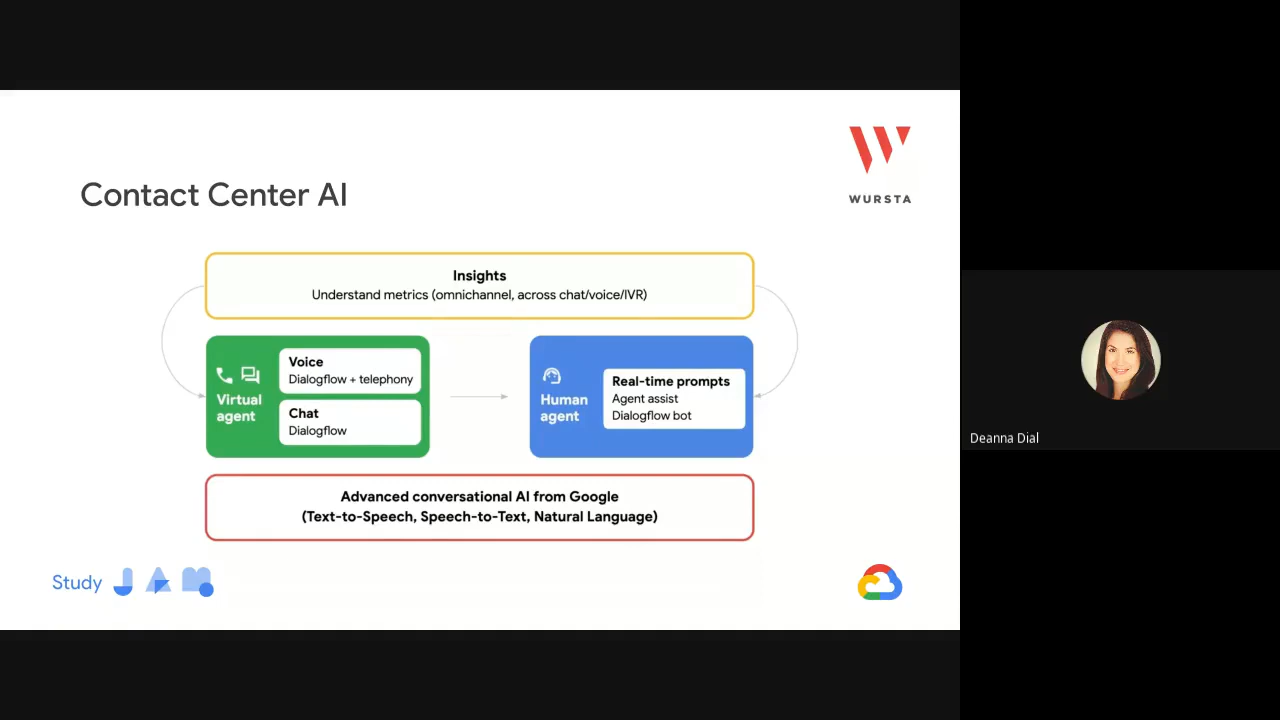 Contact Center AI
WURSTA
Insights
Understand metrics (omnichannel, across chat/voice/IVR)
Virtual
agent
Voice
Dialogflow + telephony
Chat
Dialogflow
Human
agent
Real-time prompts
Agent assist
Dialogflow bot
Advanced conversational AI from Google
(Text-to-Speech, Speech-to-Text, Natural Language)
Study JAM
Deanna Dial